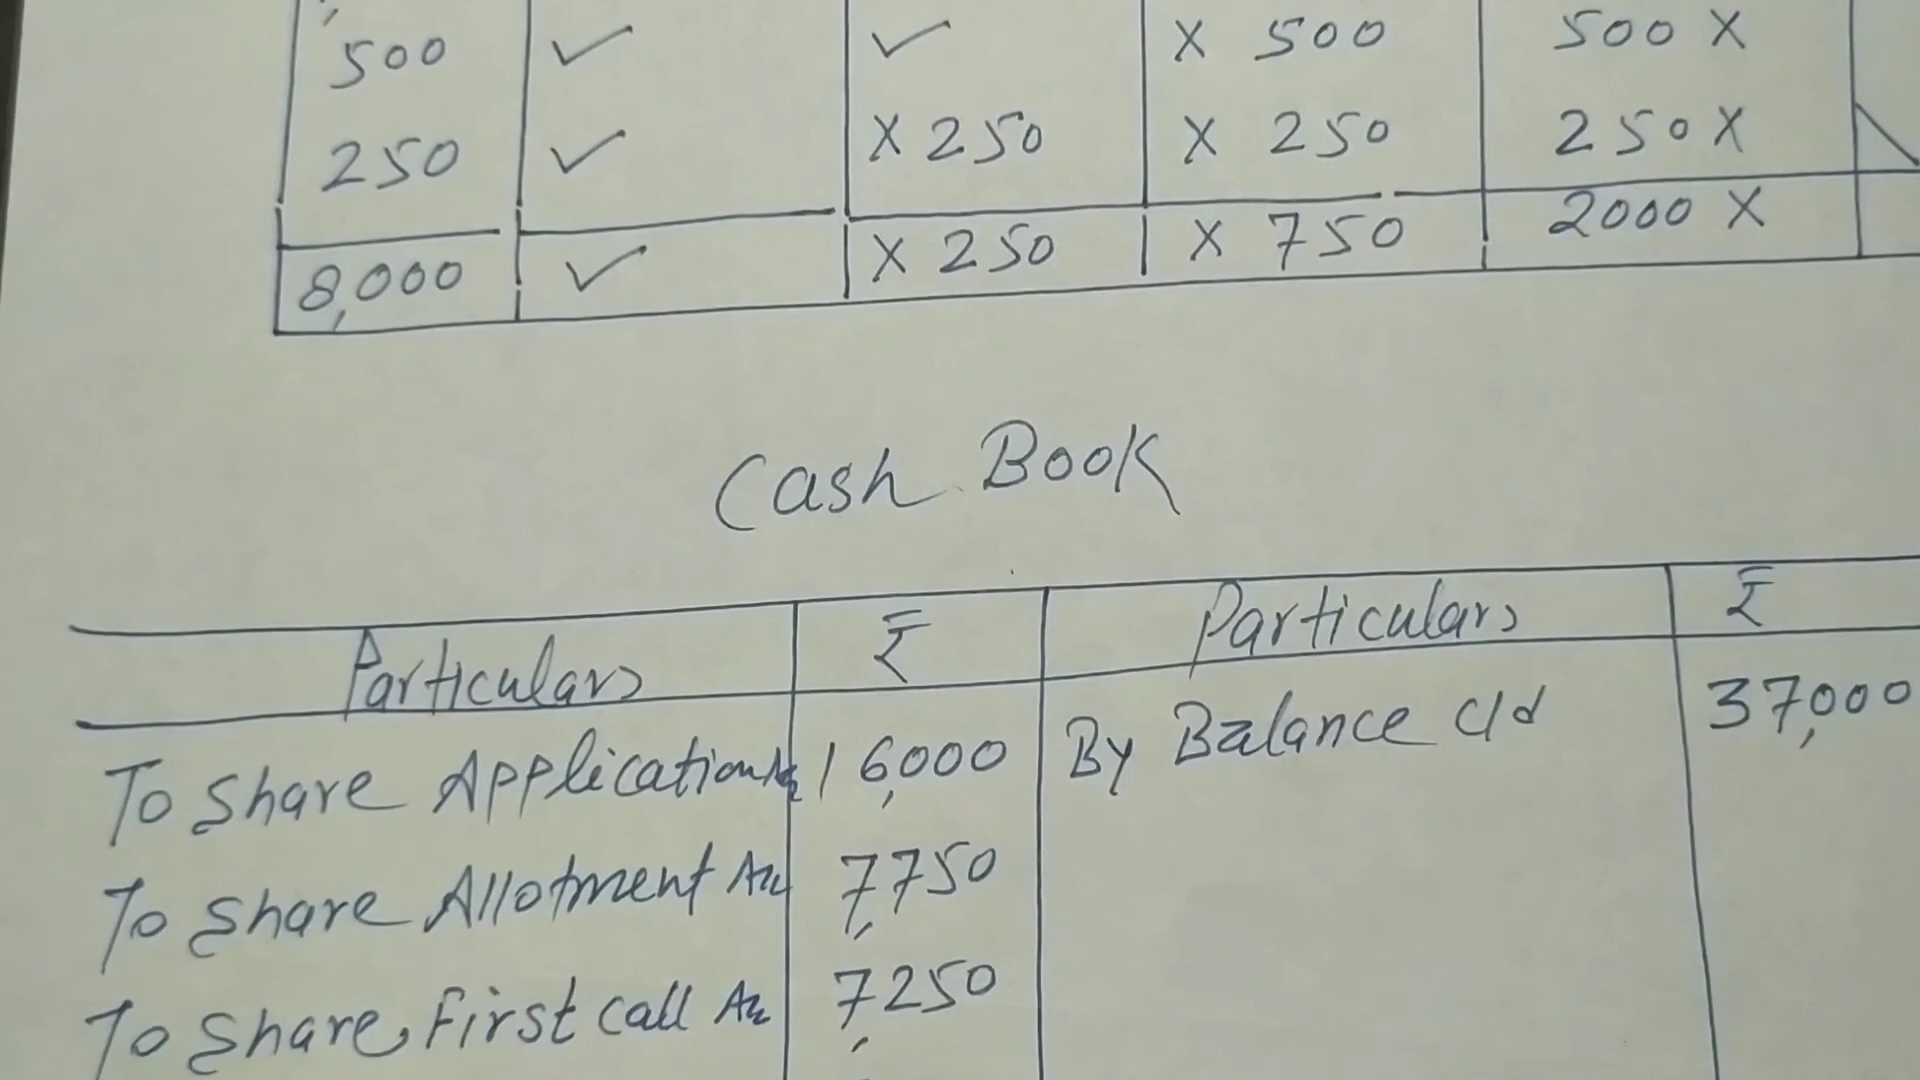 500 ✓ ✓ X 500 500 X
250 ✓ X 250 X 250 250 X
8,000 ✓ X 250 X 750 2000 X
Cash Book
Particulars ₹ Particulars ₹
To Share Application A/c 16,000 By Balance c/d 37,000
To Share Allotment A/c 7,750
To Share First call A/c 7,250